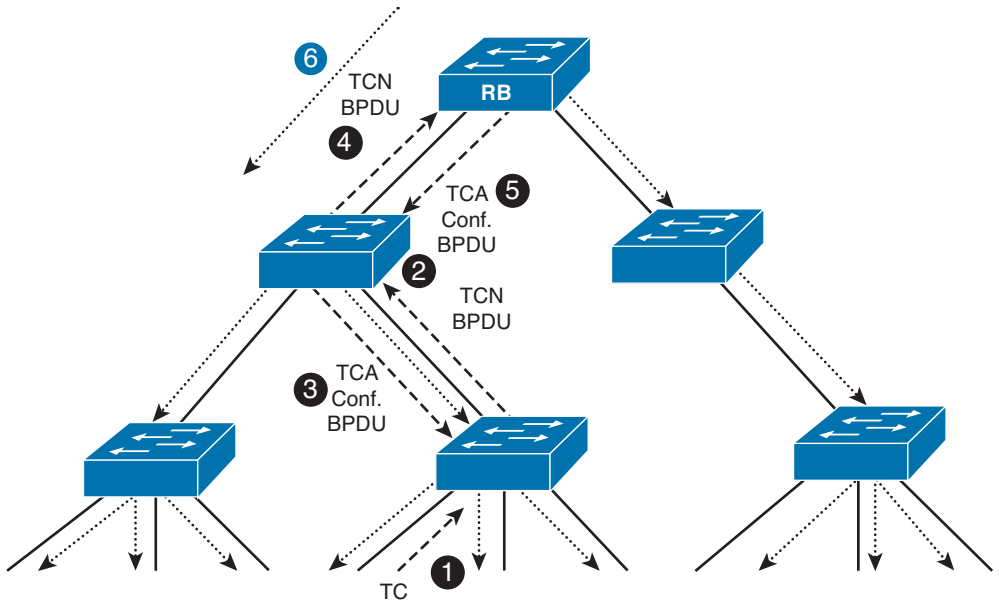 6
TCN
BPDU
4
RB
TCA
Conf.
BPDU
5
2
TCN
BPDU
3
TCA
Conf.
BPDU
1
TC